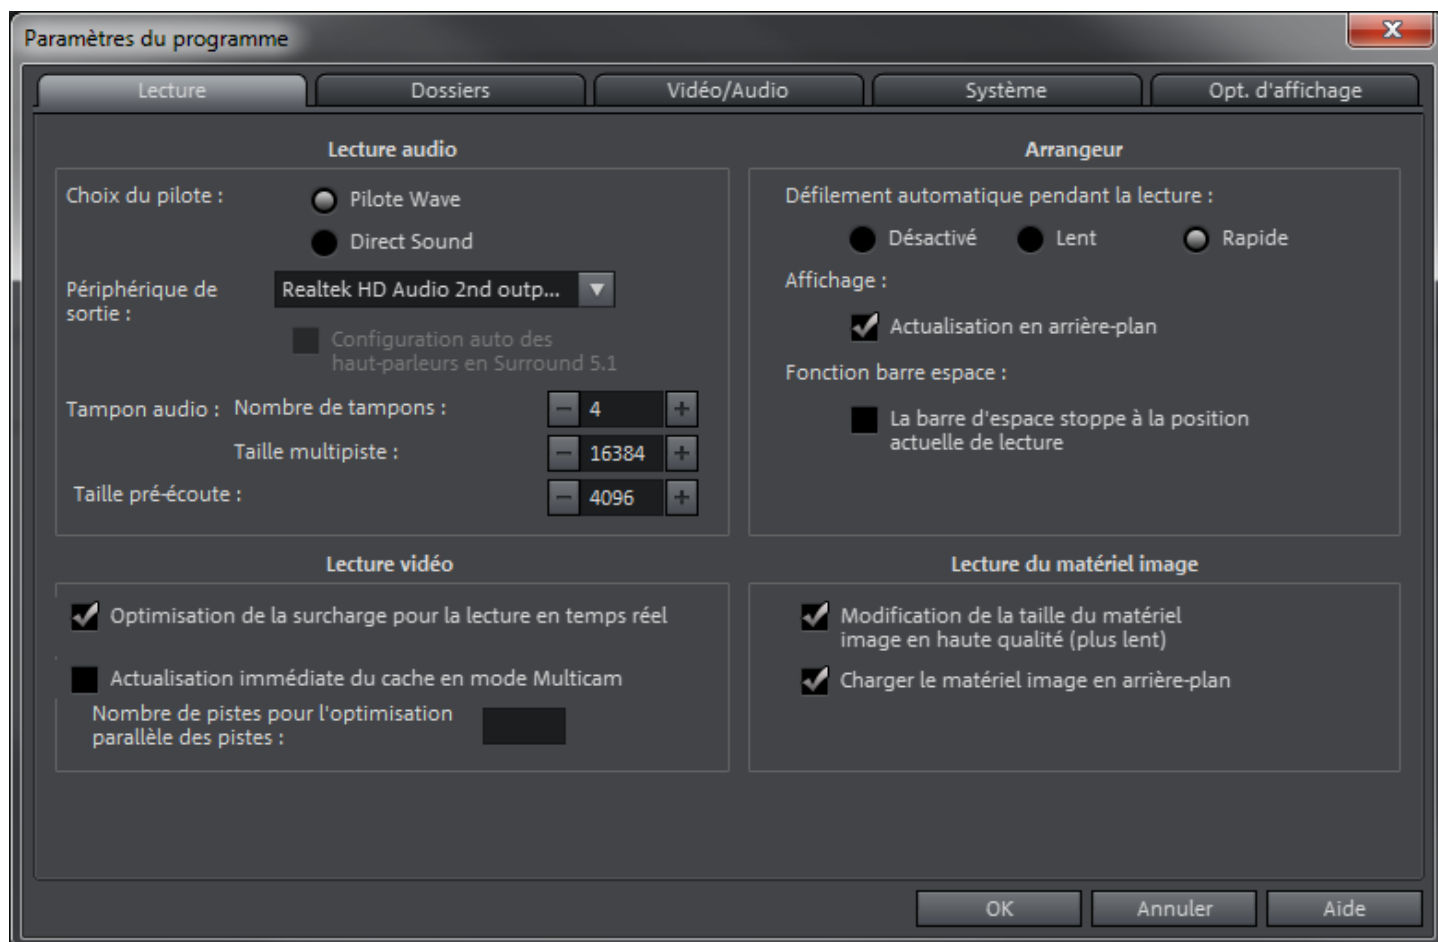 Paramètres du programme
Lecture
Dossiers
Vidéo/Audio
Système
Opt. d'affichage
Lecture audio
Choix du pilote :
Pilote Wave
Direct Sound
Périphérique de
sortie :
Realtek HD Audio 2nd outp...
Configuration auto des
haut-parleurs en Surround 5.1
Tampon audio :
Nombre de tampons :
4
Taille multipiste :
16384
Taille pré-écoute :
4096
Arrangeur
Défilement automatique pendant la lecture :
Désactivé
Lent
Rapide
Affichage :
Actualisation en arrière-plan
Fonction barre espace :
La barre d'espace stoppe à la position
actuelle de lecture
Lecture vidéo
Optimisation de la surcharge pour la lecture en temps réel
Actualisation immédiate du cache en mode Multicam
Nombre de pistes pour l'optimisation
parallèle des pistes :
Lecture du matériel image
Modification de la taille du matériel
image en haute qualité (plus lent)
Charger le matériel image en arrière-plan
OK
Annuler
Aide